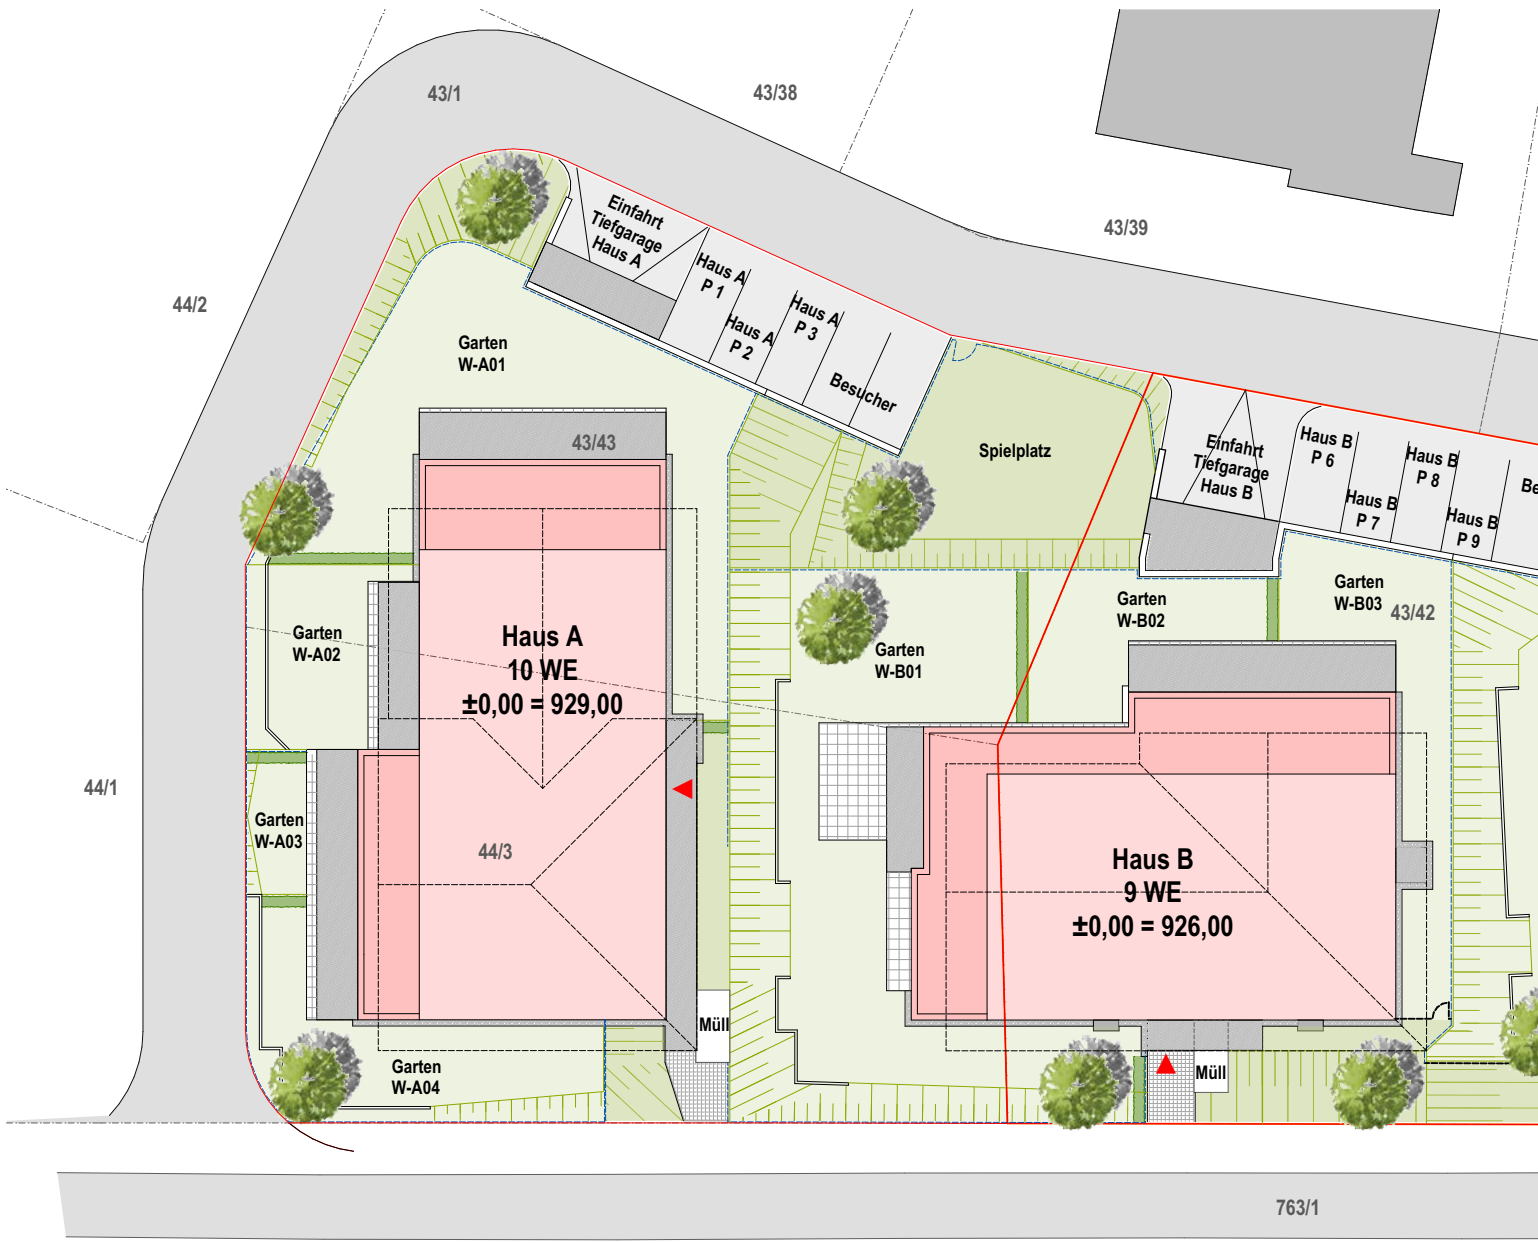 43/1
43/38
43/39
44/2
Einfahrt
Tiefgarage
Haus A
Haus A
P 1
Haus A
P 2
Haus A
P 3
Besucher
Garten
W-A01
43/43
Spielplatz
Einfahrt
Tiefgarage
Haus B
Haus B
P 6
Haus B
P 7
Haus B
P 8
Haus B
P 9
Be
Garten
W-A02
Haus A
10 WE
±0,00 = 929,00
Garten
W-B01
Garten
W-B02
Garten
W-B03
43/42
44/1
Garten
W-A03
44/3
Haus B
9 WE
±0,00 = 926,00
Müll
Garten
W-A04
Müll
763/1